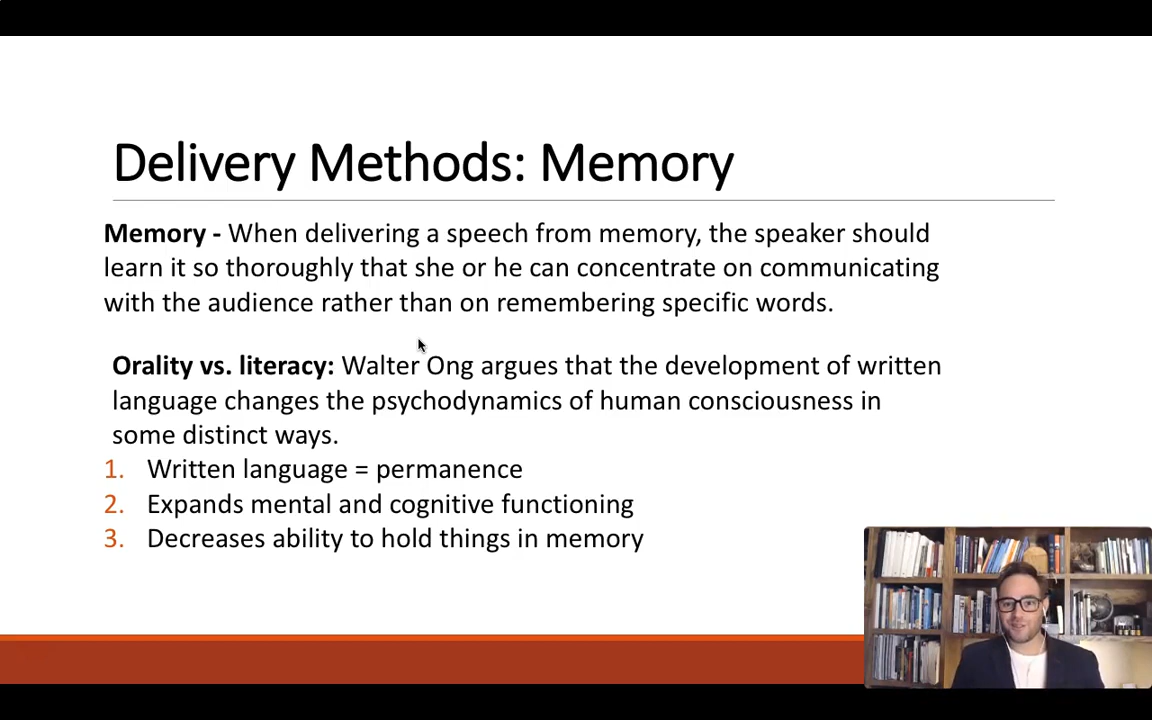 Delivery Methods: Memory
Memory - When delivering a speech from memory, the speaker should
learn it so thoroughly that she or he can concentrate on communicating
with the audience rather than on remembering specific words.
Orality vs. literacy: Walter Ong argues that the development of written
language changes the psychodynamics of human consciousness in
some distinct ways.
1. Written language = permanence
2. Expands mental and cognitive functioning
3. Decreases ability to hold things in memory